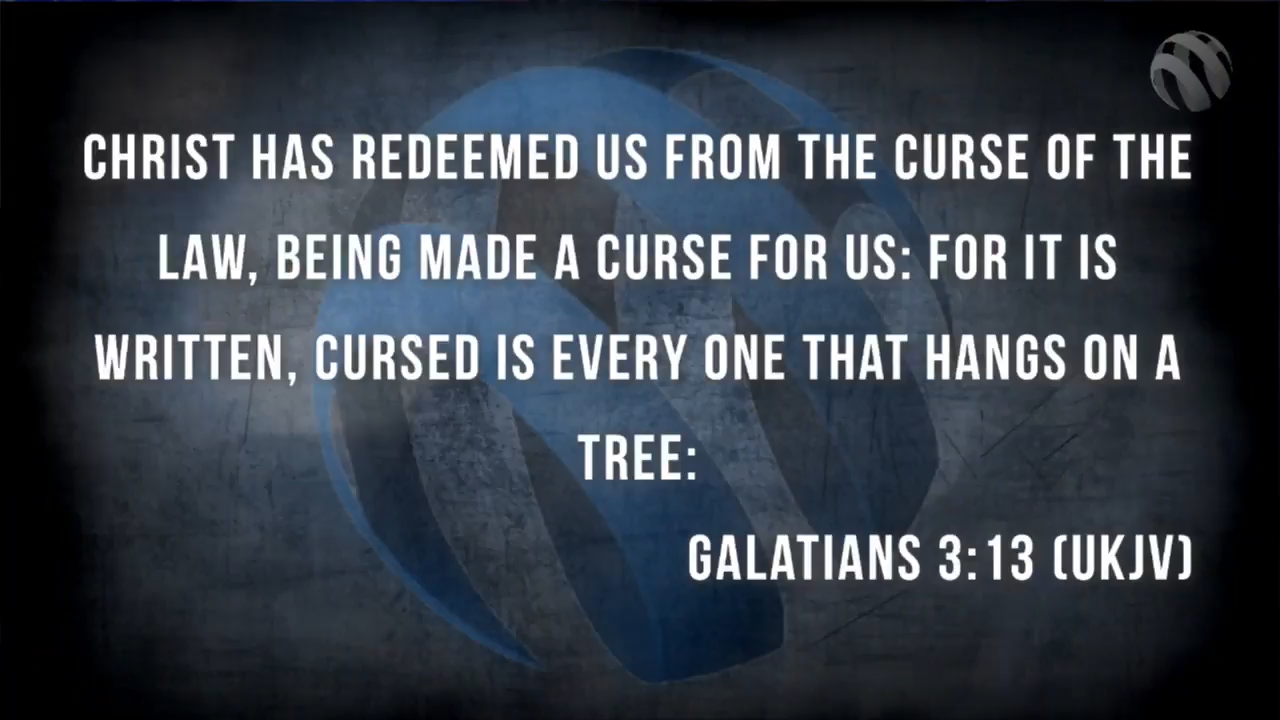 CHRIST HAS REDEEMED US FROM THE CURSE OF THE
LAW, BEING MADE A CURSE FOR US: FOR IT IS
WRITTEN, CURSED IS EVERY ONE THAT HANGS ON A
TREE:
GALATIANS 3:13 (UKJV)